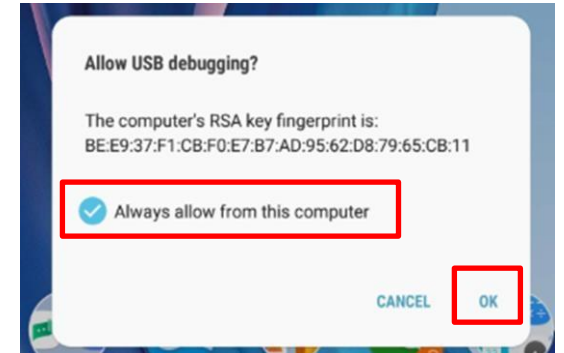 Allow USB debugging?
The computer's RSA key fingerprint is:
BE:E9:37:F1:CB:F0:E7:B7:AD:95:62:D8:79:65:CB:11
Always allow from this computer
CANCEL OK